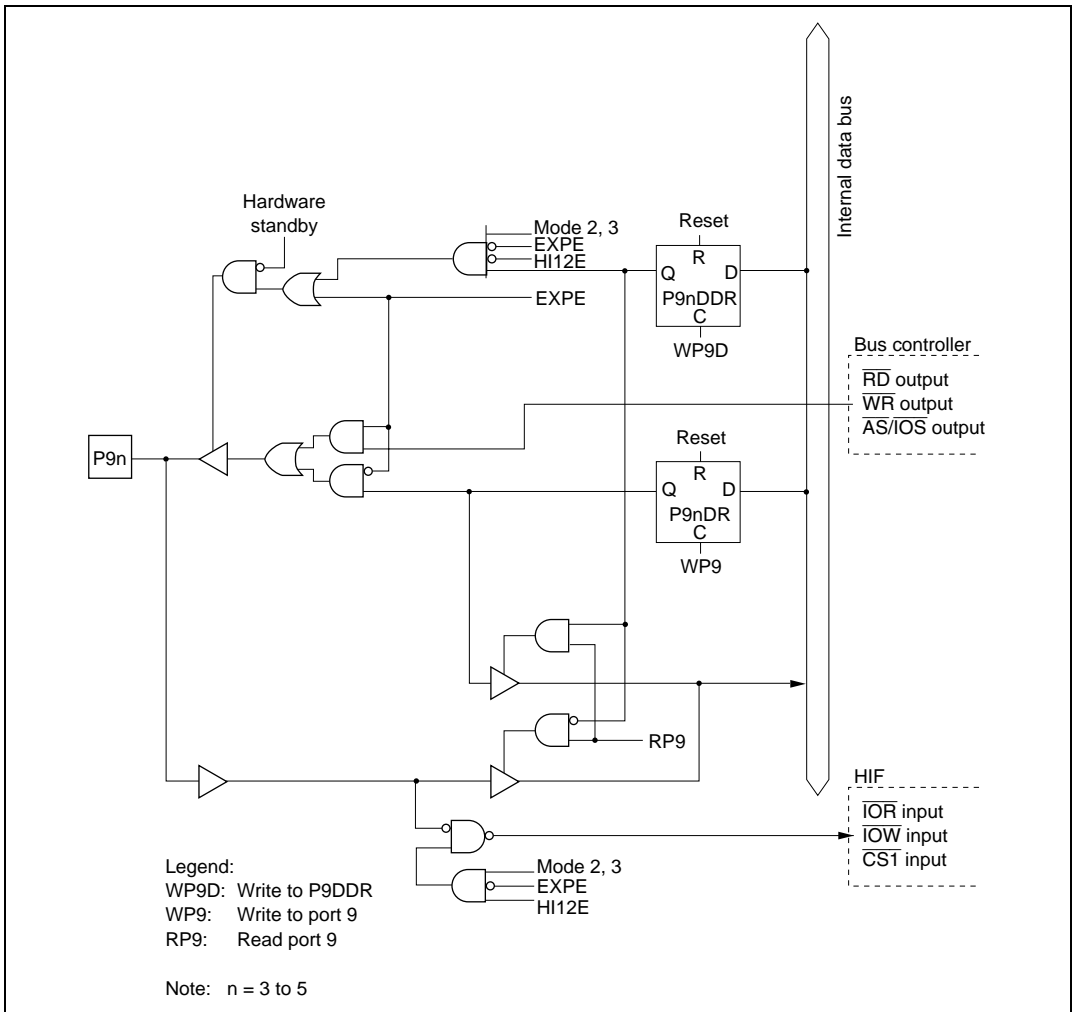 Internal data bus
Hardware
standby
Mode 2, 3
EXPE
HI12E
EXPE
Reset
R
Q D
P9nDDR
C
WP9D
Bus controller
RD output
WR output
AS/IOS output
P9n
Reset
R
Q D
P9nDR
C
WP9
RP9
HIF
IOR input
IOW input
CS1 input
Mode 2, 3
EXPE
HI12E
Legend:
WP9D: Write to P9DDR
WP9: Write to port 9
RP9: Read port 9
Note: n = 3 to 5